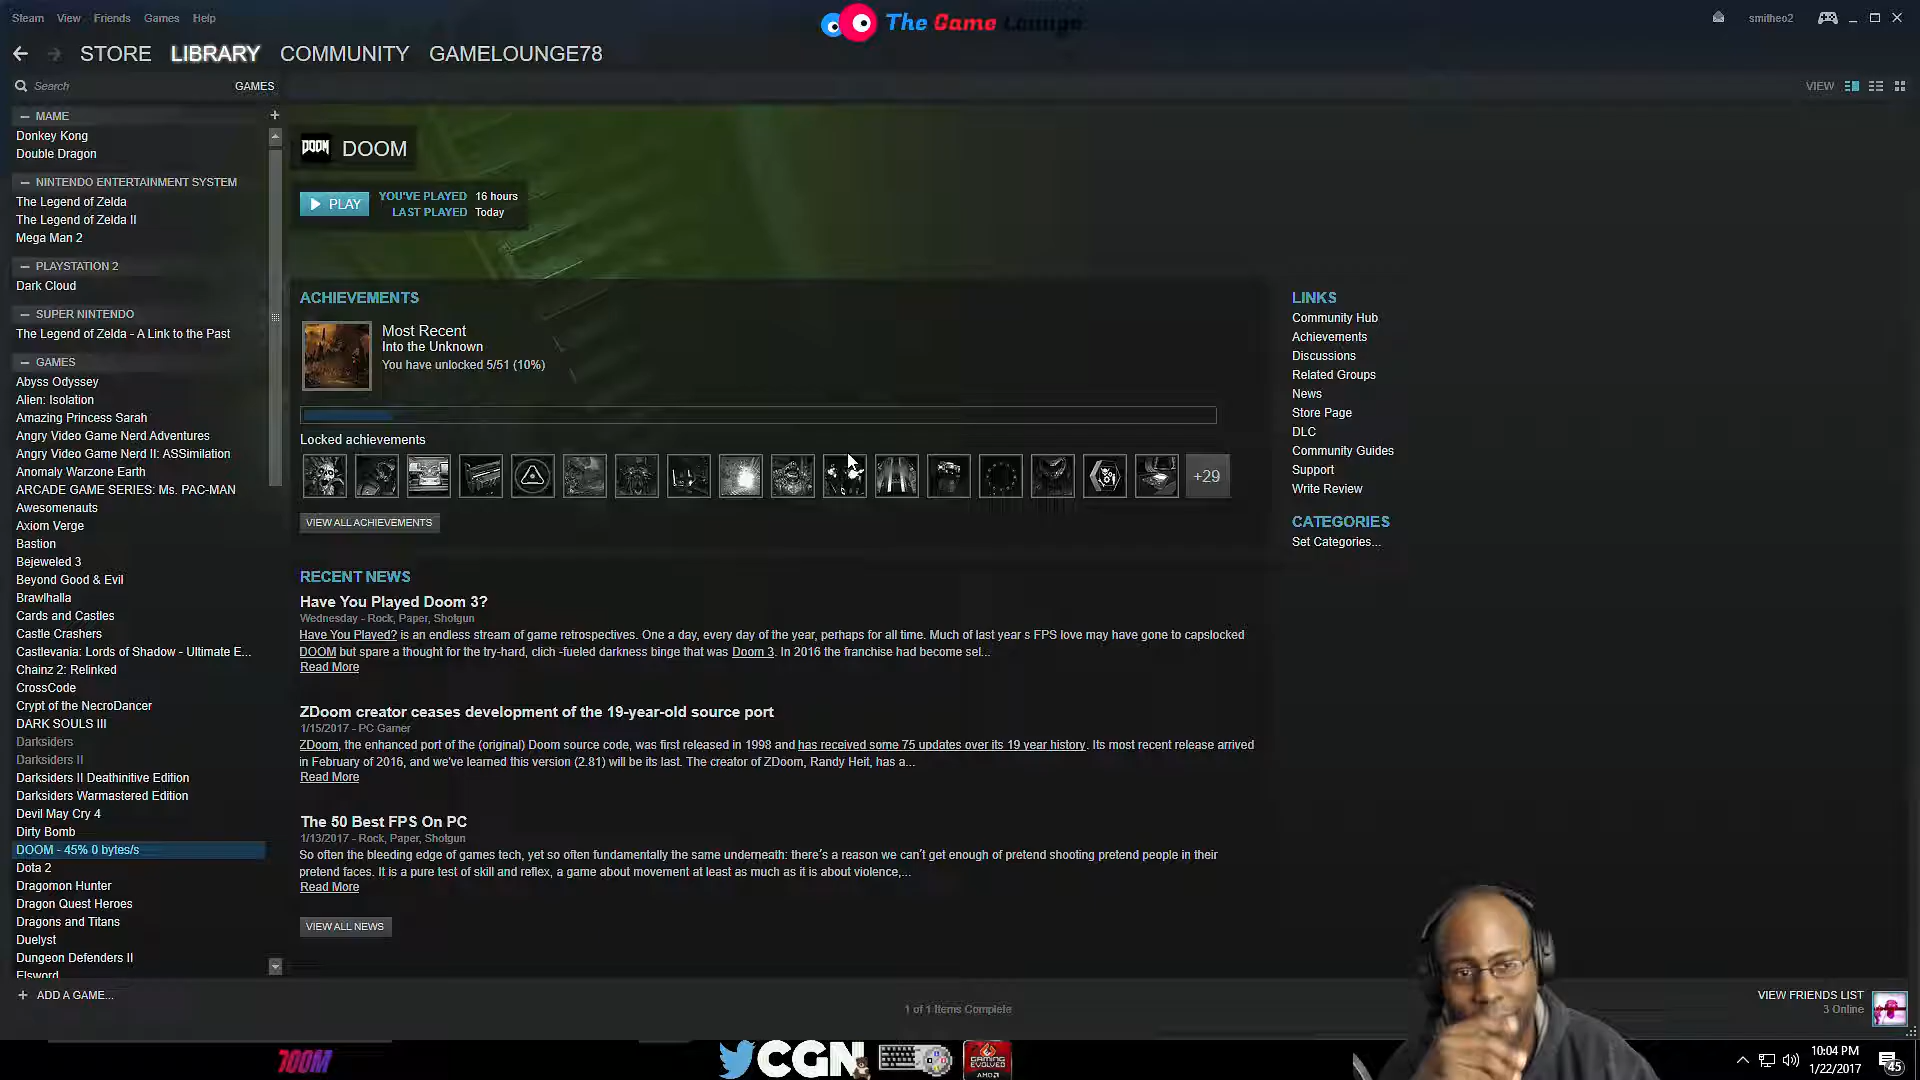 Steam View Friends Games Help
The Game Lounge
smitheo2
STORE LIBRARY COMMUNITY GAMELOUNGE78
Search
GAMES
VIEW
— MAME
Donkey Kong
Double Dragon
— NINTENDO ENTERTAINMENT SYSTEM
The Legend of Zelda
The Legend of Zelda II
Mega Man 2
— PLAYSTATION 2
Dark Cloud
— SUPER NINTENDO
The Legend of Zelda - A Link to the Past
— GAMES
Abyss Odyssey
Alien: Isolation
Amazing Princess Sarah
Angry Video Game Nerd Adventures
Angry Video Game Nerd II: ASSimilation
Anomaly Warzone Earth
ARCADE GAME SERIES: Ms. PAC-MAN
Awesomenauts
Axiom Verge
Bastion
Bejeweled 3
Beyond Good & Evil
Brawlhalla
Cards and Castles
Castle Crashers
Castlevania: Lords of Shadow - Ultimate E...
Chainz 2: Relinked
CrossCode
Crypt of the NecroDancer
DARK SOULS III
Darksiders
Darksiders II
Darksiders II Deathinitive Edition
Darksiders Warmastered Edition
Devil May Cry 4
Dirty Bomb
DOOM - 45% 0 bytes/s
Dota 2
Dragomon Hunter
Dragon Quest Heroes
Dragons and Titans
Duelyst
Dungeon Defenders II
Elsword
+ ADD A GAME...
DOOM
DOOM
PLAY
YOU'VE PLAYED 16 hours
LAST PLAYED Today
ACHIEVEMENTS
Most Recent
Into the Unknown
You have unlocked 5/51 (10%)
Locked achievements
+29
VIEW ALL ACHIEVEMENTS
RECENT NEWS
Have You Played Doom 3?
Wednesday - Rock, Paper, Shotgun
Have You Played? is an endless stream of game retrospectives. One a day, every day of the year, perhaps for all time. Much of last year s FPS love may have gone to capslocked
DOOM but spare a thought for the try-hard, clich -fueled darkness binge that was Doom 3. In 2016 the franchise had become sel...
Read More
ZDoom creator ceases development of the 19-year-old source port
1/15/2017 - PC Gamer
ZDoom, the enhanced port of the (original) Doom source code, was first released in 1998 and has received some 75 updates over its 19 year history. Its most recent release arrived
in February of 2016, and we've learned this version (2.81) will be its last. The creator of ZDoom, Randy Heit, has a...
Read More
The 50 Best FPS On PC
1/13/2017 - Rock, Paper, Shotgun
So often the bleeding edge of games tech, yet so often fundamentally the same underneath: there's a reason we can't get enough of pretend shooting pretend people in their
pretend faces. It is a pure test of skill and reflex, a game about movement at least as much as it is about violence,...
Read More
VIEW ALL NEWS
LINKS
Community Hub
Achievements
Discussions
Related Groups
News
Store Page
DLC
Community Guides
Support
Write Review
CATEGORIES
Set Categories...
1 of 1 Items Complete
VIEW FRIENDS LIST
3 Online
DOOM
CGN
GAMING EVOLVED
AMD
10:04 PM
1/22/2017
45